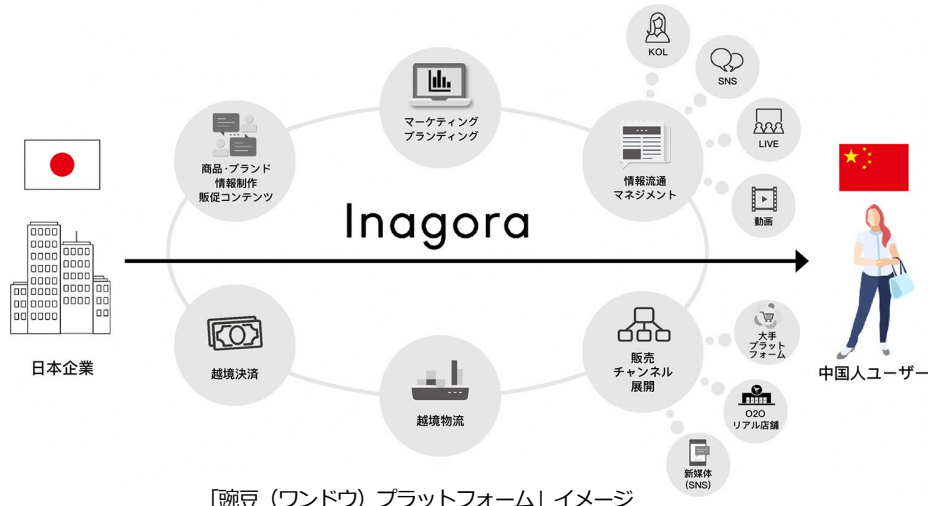 KOL
SNS
LIVE
動画
マーケティング
ブランディング
商品・ブランド
情報制作
販促コンテンツ
情報流通
マネジメント
Inagora
日本企業
中国人ユーザー
越境決済
越境物流
販売
チャンネル
展開
大手
プラット
フォーム
O2O
リアル店舗
新媒体
(SNS)
「豌豆（ワンドウ）プラットフォーム」イメージ